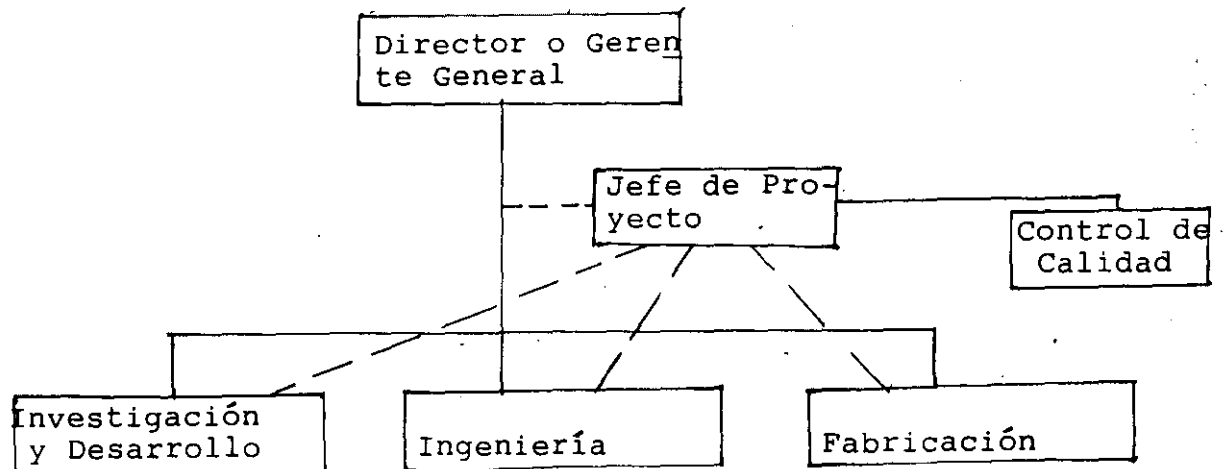 Director o Geren
te General
Jefe de Pro-
yecto
Control de
Calidad
Investigación
y Desarrollo
Ingeniería
Fabricación